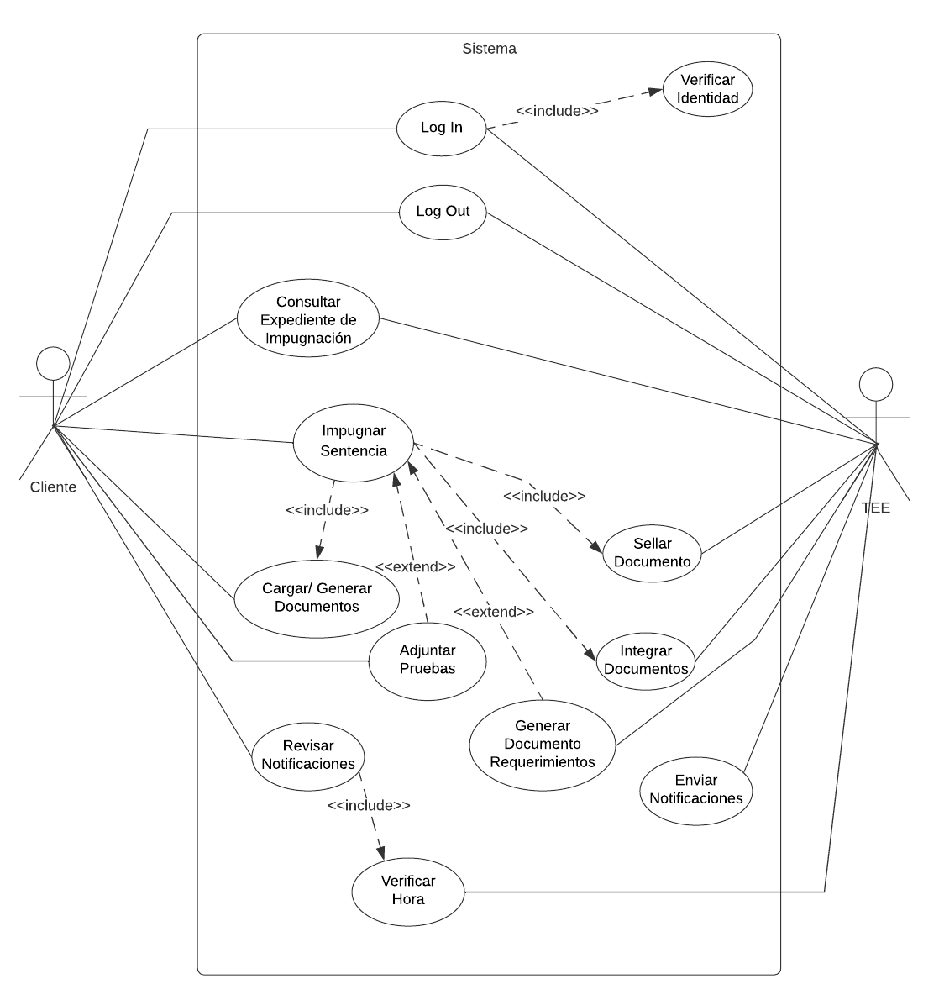 Sistema
Verificar
Identidad
<<include>>
Log In
Log Out
Consultar
Expediente de
Impugnación
Impugnar
Sentencia
Cliente
<<include>>
<<include>>
TEE
<<include>>
Sellar
Documento
<<extend>>
Cargar/ Generar
Documentos
<<extend>>
Adjuntar
Pruebas
Integrar
Documentos
Generar
Documento
Requerimientos
Revisar
Notificaciones
Enviar
Notificaciones
<<include>>
Verificar
Hora